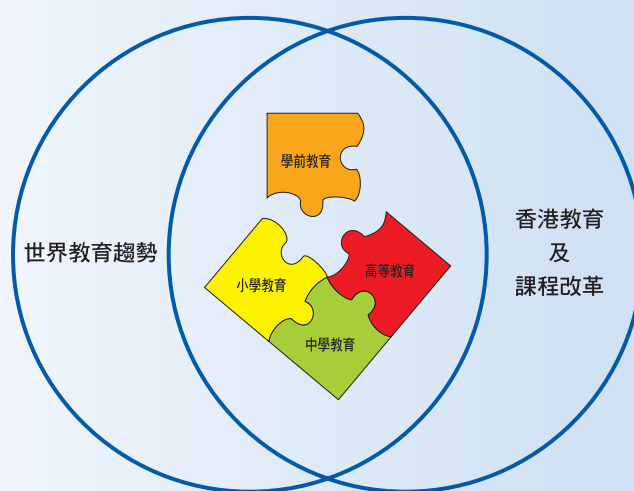 學前教育
世界教育趨勢
小學教育
高等教育
中學教育
香港教育
及
課程改革